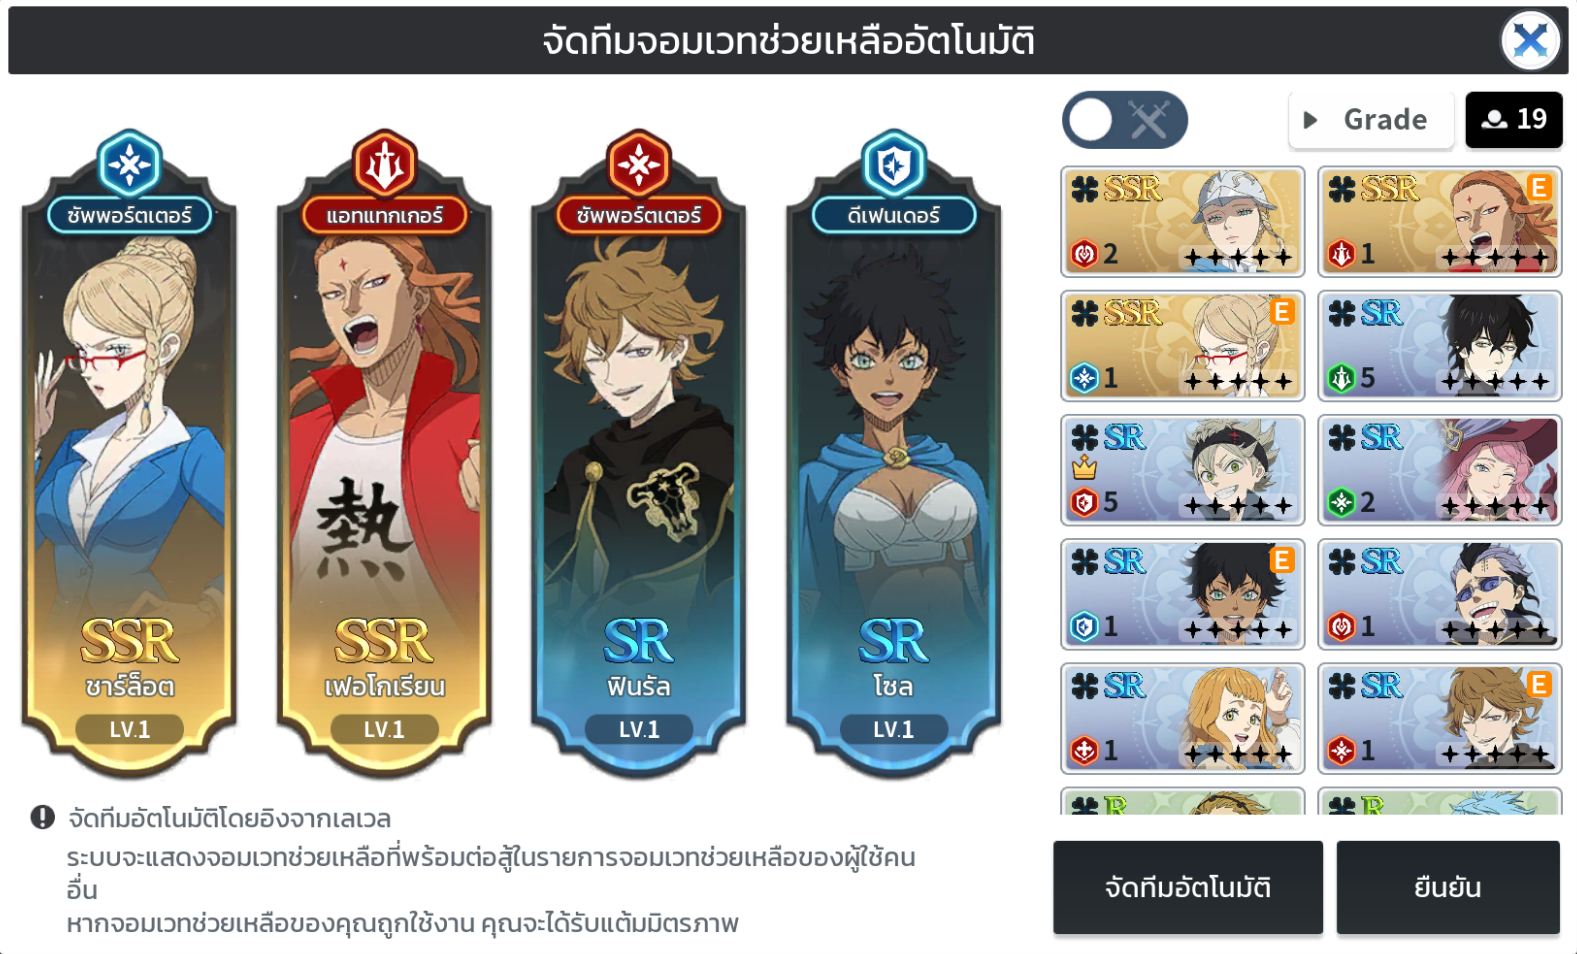 จัดทีมจอมเวทช่วยเหลืออัตโนมัติ
Grade
19
ซัพพอร์ตเตอร์
แอทแทกเกอร์
ซัพพอร์ตเตอร์
ดีเฟนเดอร์
熱
SSR
SSR
SR
SR
ชาร์ล็อต
เฟอโกเรียน
ฟินรัล
โซล
LV.1
LV.1
LV.1
LV.1
SSR
2
SSR
E
1
SSR
E
1
SR
5
SR
5
SR
2
SR
E
1
SR
1
SR
1
SR
E
1
R
R
จัดทีมอัตโนมัติโดยอิงจากเลเวล
ระบบจะแสดงจอมเวทช่วยเหลือที่พร้อมต่อสู้ในรายการจอมเวทช่วยเหลือของผู้ใช้คน
อื่น
หากจอมเวทช่วยเหลือของคุณถูกใช้งาน คุณจะได้รับแต้มมิตรภาพ
จัดทีมอัตโนมัติ
ยืนยัน